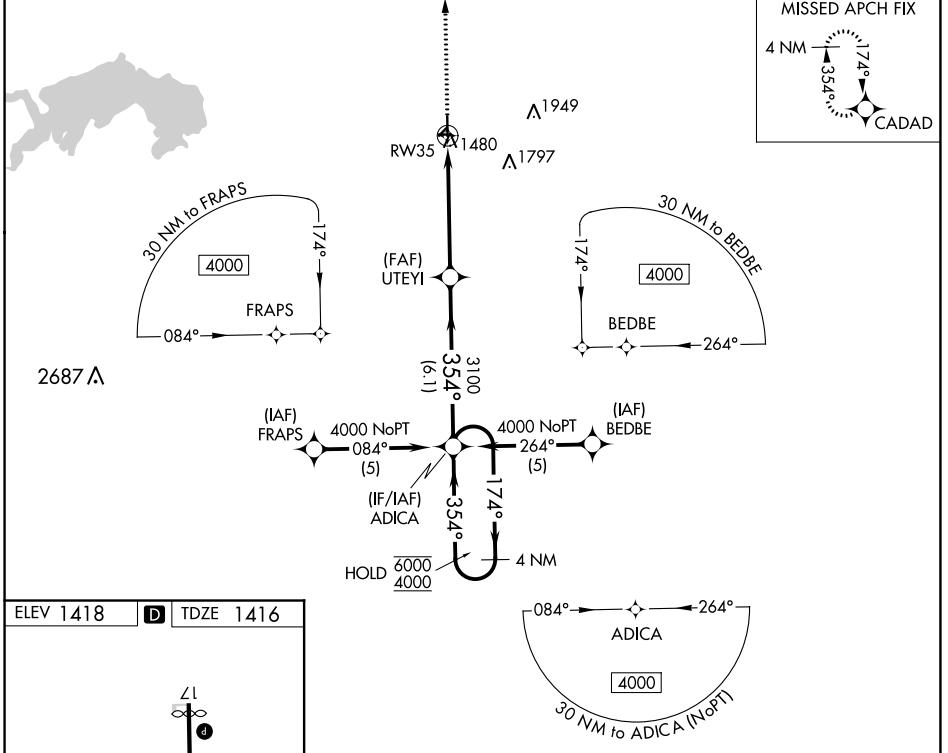 MISSED APCH FIX
4 NM
174°
354°
CADAD
1949
RW35
1480
1797
30 NM to FRAPS
174°
4000
FRAPS
084°
(FAF)
UTEYI
30 NM to BEDBE
174°
4000
BEDBE
264°
3100
354°
(6.1)
2687
(IAF)
FRAPS
4000 NoPT
084°
(5)
4000 NoPT
264°
(5)
(IAF)
BEDBE
(IF/IAF)
ADICA
354°
174°
HOLD 6000
4000
4 NM
084°
264°
ADICA
4000
30 NM to ADICA (NoPT)
ELEV 1418
D
TDZE 1416
17
P